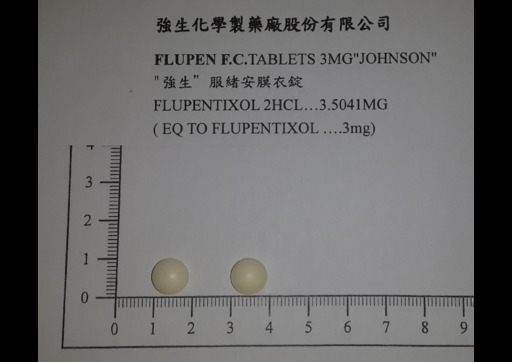 強生化學製藥廠股份有限公司
FLUPEN F.C.TABLETS 3MG"JOHNSON"
"強生”服緒安膜衣錠
FLUPENTIXOL 2HCL…3.5041MG
( EQ TO FLUPENTIXOL ….3mg)
4
3
2
1
0
0 1 2 3 4 5 6 7 8 9